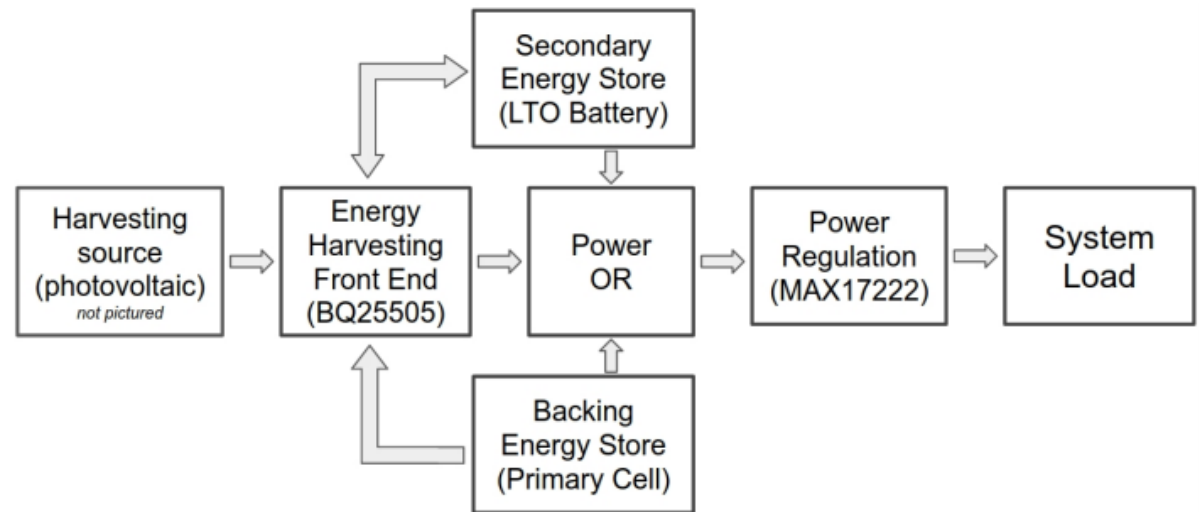 Secondary
Energy Store
(LTO Battery)
Harvesting
source
(photovoltaic)
not pictured
Energy
Harvesting
Front End
(BQ25505)
Power
OR
Power
Regulation
(MAX17222)
System
Load
Backing
Energy Store
(Primary Cell)